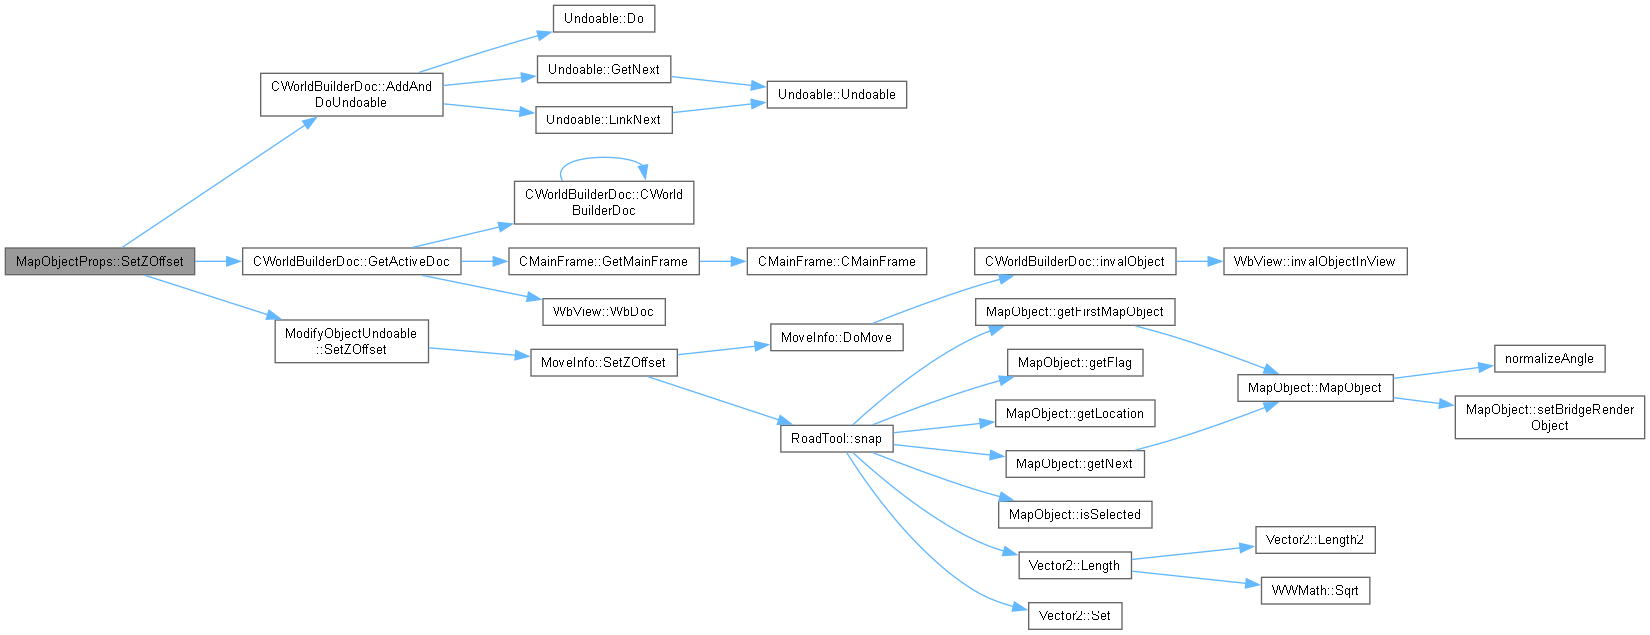 Undoable::Do
Undoable::GetNext
CWorldBuilderDoc::AddAnd
DoUndoable
Undoable::Undoable
Undoable::LinkNext
CWorldBuilderDoc::CWorld
BuilderDoc
MapObjectProps::SetZOffset
CWorldBuilderDoc::GetActiveDoc
CMainFrame::GetMainFrame
CMainFrame::CMainFrame
CWorldBuilderDoc::invalObject
WbView::invalObjectInView
WbView::WbDoc
MapObject::getFirstMapObject
ModifyObjectUndoable
::SetZOffset
MoveInfo::DoMove
MoveInfo::SetZOffset
MapObject::getFlag
normalizeAngle
MapObject::MapObject
MapObject::getLocation
MapObject::setBridgeRender
Object
RoadTool::snap
MapObject::getNext
MapObject::isSelected
Vector2::Length2
Vector2::Length
WWMath::Sqrt
Vector2::Set